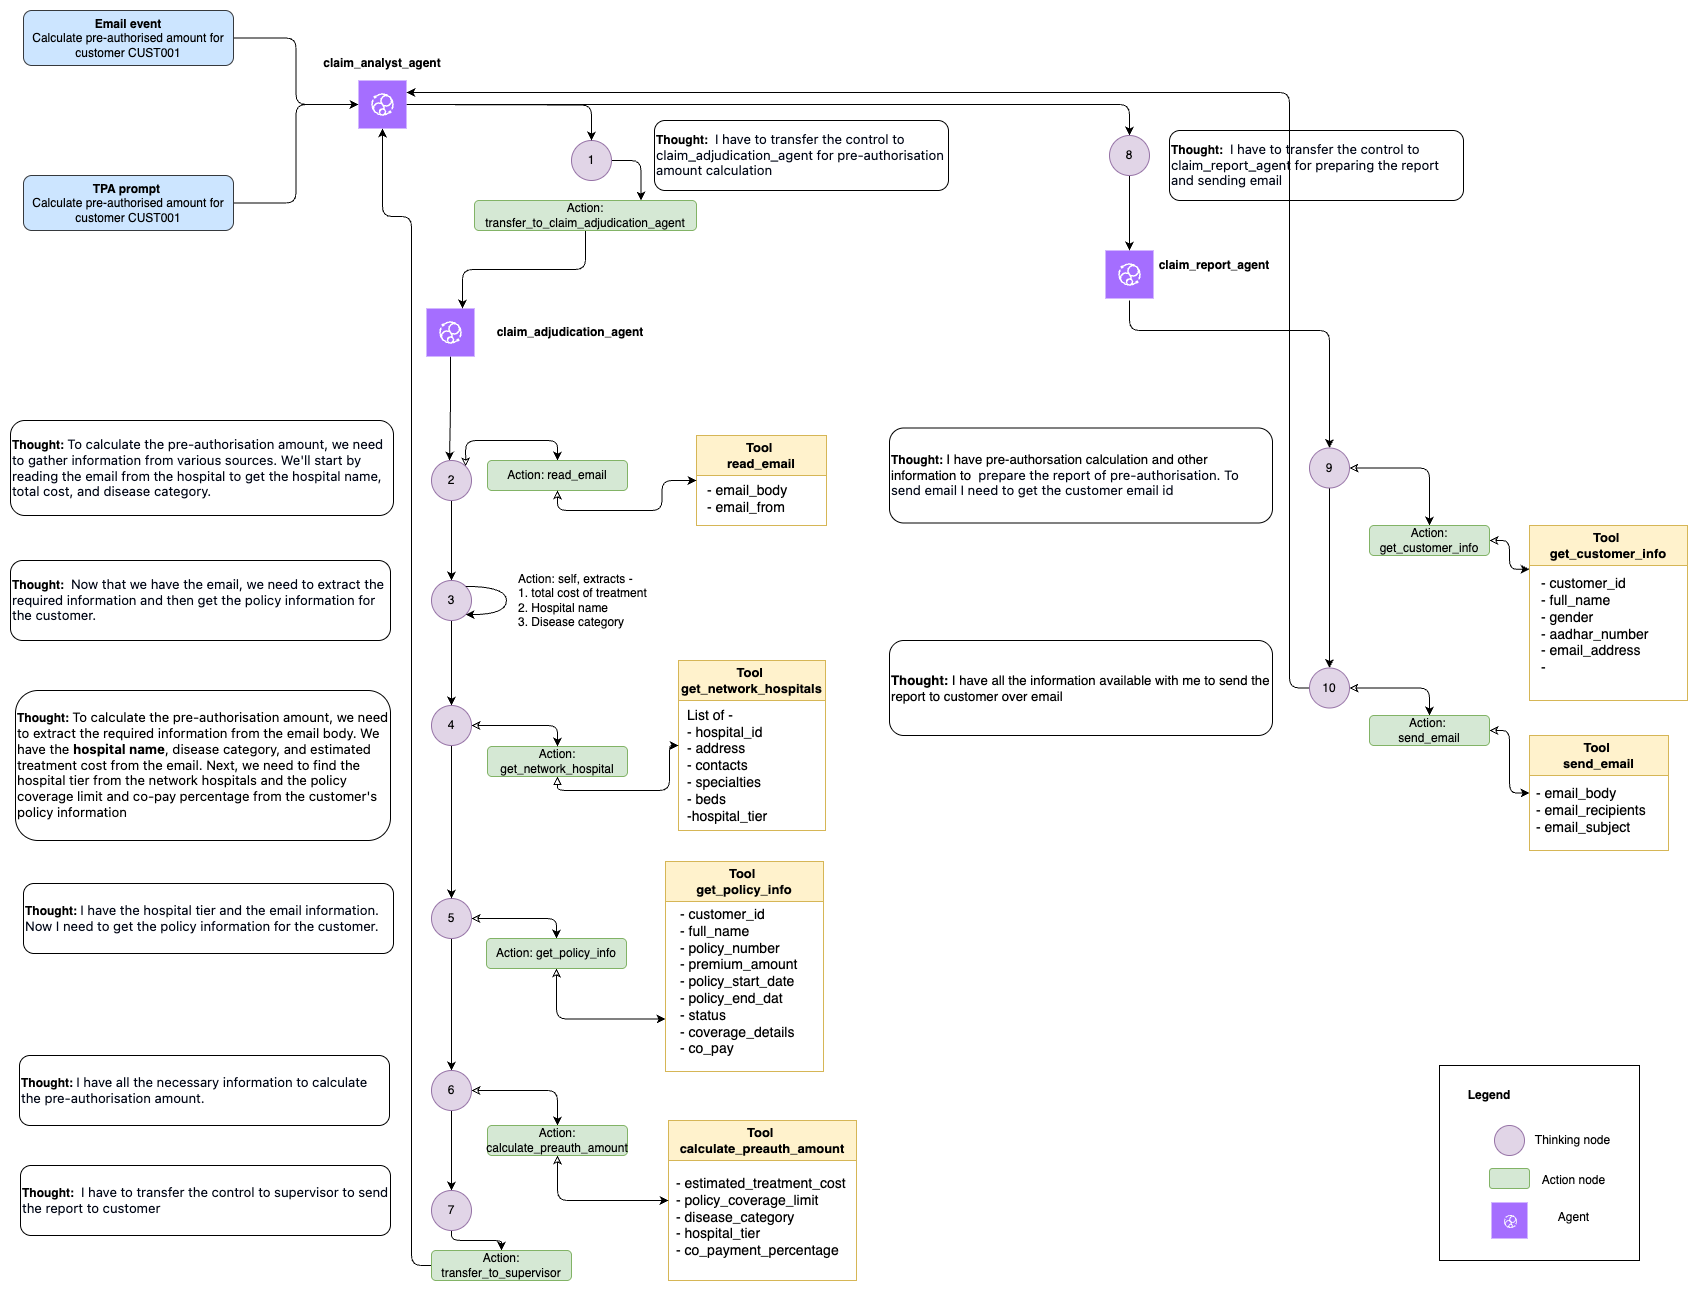 Email event
Calculate pre-authorised amount for
customer CUST001
TPA prompt
Calculate pre-authorised amount for
customer CUST001
claim_analyst_agent
1
Thought:  I have to transfer the control to
claim_adjudication_agent for pre-authorisation
amount calculation
Action:
transfer_to_claim_adjudication_agent
8
Thought:  I have to transfer the control to
claim_report_agent for preparing the report
and sending email
claim_report_agent
claim_adjudication_agent
Thought: To calculate the pre-authorisation amount, we need
to gather information from various sources. We'll start by
reading the email from the hospital to get the hospital name,
total cost, and disease category.
2
Action: read_email
Tool
read_email
- email_body
- email_from
Thought:  Now that we have the email, we need to extract the
required information and then get the policy information for
the customer.
3
Action: self, extracts -
1. total cost of treatment
2. Hospital name
3. Disease category
Thought: To calculate the pre-authorisation amount, we need
to extract the required information from the email body. We
have the hospital name, disease category, and estimated
treatment cost from the email. Next, we need to find the
hospital tier from the network hospitals and the policy
coverage limit and co-pay percentage from the customer's
policy information
4
Action:
get_network_hospital
Tool
get_network_hospitals
List of -
- hospital_id
- address
- contacts
- specialties
- beds
-hospital_tier
Thought: I have the hospital tier and the email information.
Now I need to get the policy information for the customer.
5
Action: get_policy_info
Tool
get_policy_info
- customer_id
- full_name
- policy_number
- premium_amount
- policy_start_date
- policy_end_dat
- status
- coverage_details
- co_pay
Thought: I have all the necessary information to calculate
the pre-authorisation amount.
6
Action:
calculate_preauth_amount
Tool
calculate_preauth_amount
- estimated_treatment_cost
- policy_coverage_limit
- disease_category
- hospital_tier
- co_payment_percentage
Thought:  I have to transfer the control to supervisor to send
the report to customer
7
Action:
transfer_to_supervisor
Thought: I have pre-authorsation calculation and other
information to  prepare the report of pre-authorisation. To
send email I need to get the customer email id
9
Action:
get_customer_info
Tool
get_customer_info
- customer_id
- full_name
- gender
- aadhar_number
- email_address
-
Thought: I have all the information available with me to send the
report to customer over email
10
Action:
send_email
Tool
send_email
- email_body
- email_recipients
- email_subject
Legend
Thinking node
Action node
Agent